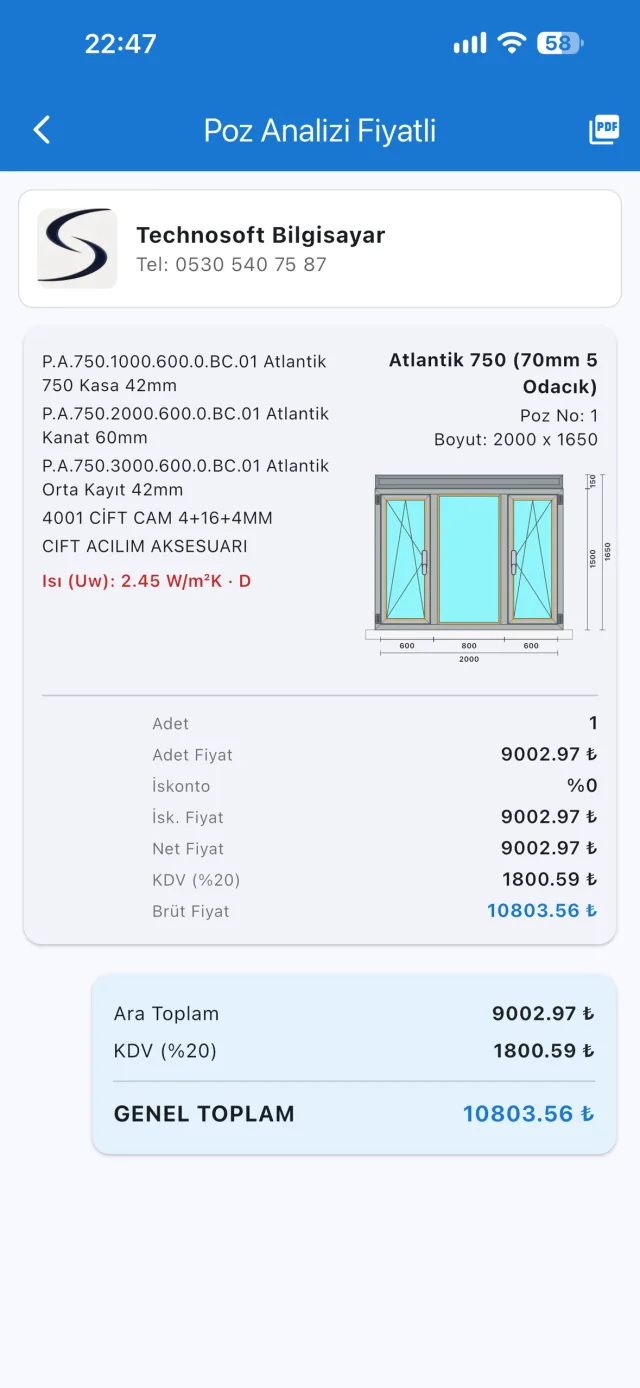 22:47
58
Poz Analizi Fiyatli
PDF
Technosoft Bilgisayar
Tel: 0530 540 75 87
P.A.750.1000.600.0.BC.01 Atlantik
750 Kasa 42mm
P.A.750.2000.600.0.BC.01 Atlantik
Kanat 60mm
P.A.750.3000.600.0.BC.01 Atlantik
Orta Kayıt 42mm
4001 CİFT CAM 4+16+4MM
CIFT ACILIM AKSESUARI
Isı (Uw): 2.45 W/m²K · D
Atlantik 750 (70mm 5
Odacık)
Poz No: 1
Boyut: 2000 x 1650
150
1500
1650
600 800 600
2000
Adet 1
Adet Fiyat 9002.97 ₺
İskonto %0
İsk. Fiyat 9002.97 ₺
Net Fiyat 9002.97 ₺
KDV (%20) 1800.59 ₺
Brüt Fiyat 10803.56 ₺
Ara Toplam 9002.97 ₺
KDV (%20) 1800.59 ₺
GENEL TOPLAM 10803.56 ₺